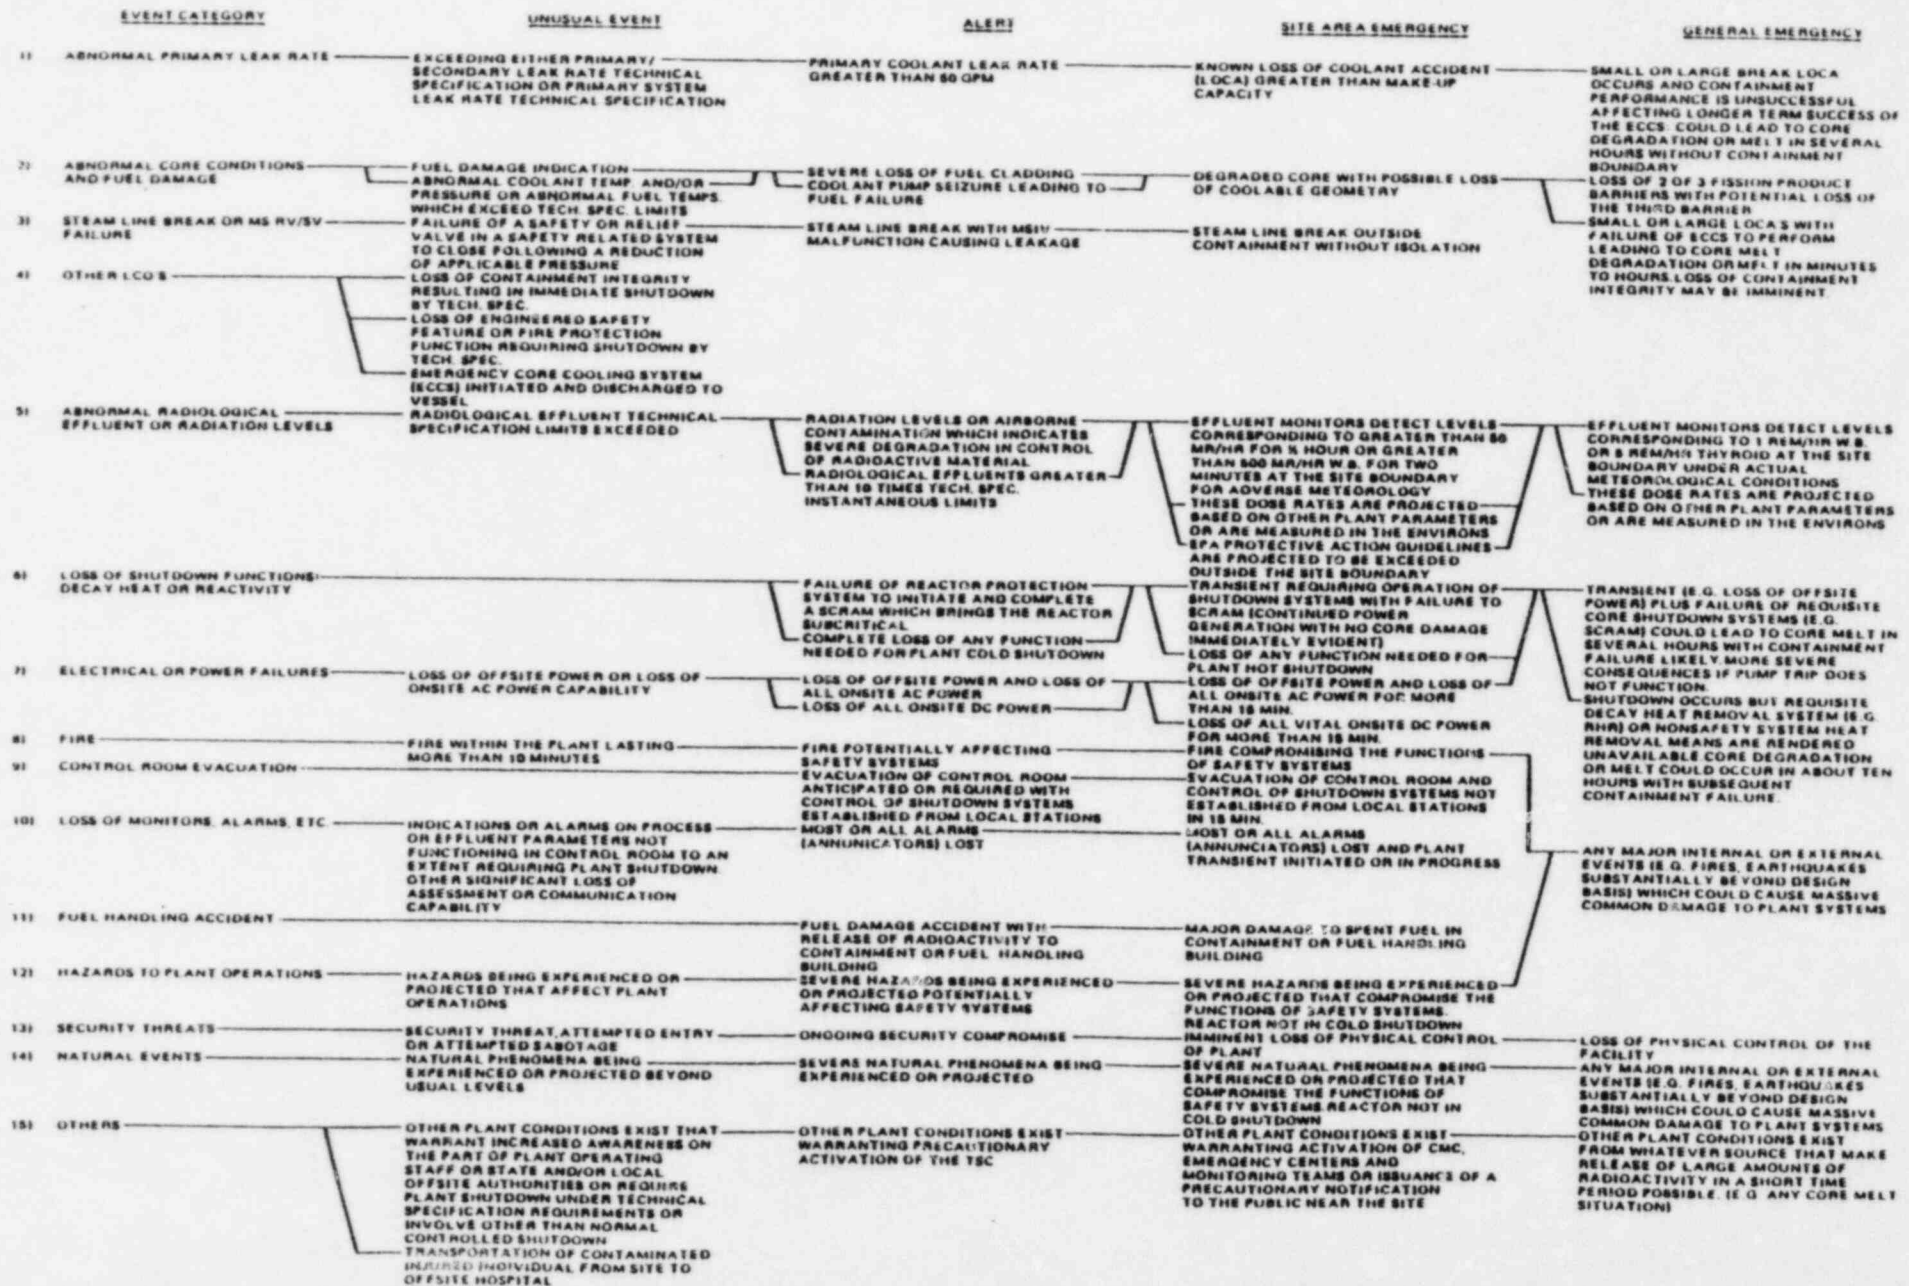 EVENT CATEGORY
UNUSUAL EVENT
ALERT
SITE AREA EMERGENCY
GENERAL EMERGENCY
1) ABNORMAL PRIMARY LEAK RATE
EXCEEDING EITHER PRIMARY/
SECONDARY LEAK RATE TECHNICAL
SPECIFICATION OR PRIMARY SYSTEM
LEAK RATE TECHNICAL SPECIFICATION
PRIMARY COOLANT LEAK RATE
GREATER THAN 50 GPM
KNOWN LOSS OF COOLANT ACCIDENT
(LOCA) GREATER THAN MAKE-UP
CAPACITY
SMALL OR LARGE BREAK LOCA
OCCURS AND CONTAINMENT
PERFORMANCE IS UNSUCCESSFUL
AFFECTING LONGER TERM SUCCESS OF
THE ECCS. COULD LEAD TO CORE
DEGRADATION OR MELT IN SEVERAL
HOURS WITHOUT CONTAINMENT
BOUNDARY
2) ABNORMAL CORE CONDITIONS
AND FUEL DAMAGE
FUEL DAMAGE INDICATION
ABNORMAL COOLANT TEMP. AND/OR
PRESSURE OR ABNORMAL FUEL TEMPS.
WHICH EXCEED TECH. SPEC. LIMITS
SEVERE LOSS OF FUEL CLADDING
COOLANT PUMP SEIZURE LEADING TO
FUEL FAILURE
DEGRADED CORE WITH POSSIBLE LOSS
OF COOLABLE GEOMETRY
LOSS OF 2 OF 3 FISSION PRODUCT
BARRIERS WITH POTENTIAL LOSS OF
THE THIRD BARRIER
SMALL OR LARGE LOCA'S WITH
FAILURE OF ECCS TO PERFORM
LEADING TO CORE MELT
DEGRADATION OR MELT IN MINUTES
TO HOURS. LOSS OF CONTAINMENT
INTEGRITY MAY BE IMMINENT.
3) STEAM LINE BREAK OR MS RV/SV
FAILURE
FAILURE OF A SAFETY OR RELIEF
VALVE IN A SAFETY RELATED SYSTEM
TO CLOSE FOLLOWING A REDUCTION
OF APPLICABLE PRESSURE
STEAM LINE BREAK WITH MSIV
MALFUNCTION CAUSING LEAKAGE
STEAM LINE BREAK OUTSIDE
CONTAINMENT WITHOUT ISOLATION
4) OTHER LCO'S
LOSS OF CONTAINMENT INTEGRITY
RESULTING IN IMMEDIATE SHUTDOWN
BY TECH. SPEC.
LOSS OF ENGINEERED SAFETY
FEATURE OR FIRE PROTECTION
FUNCTION REQUIRING SHUTDOWN BY
TECH. SPEC.
EMERGENCY CORE COOLING SYSTEM
(ECCS) INITIATED AND DISCHARGED TO
VESSEL
5) ABNORMAL RADIOLOGICAL
EFFLUENT OR RADIATION LEVELS
RADIOLOGICAL EFFLUENT TECHNICAL
SPECIFICATION LIMITS EXCEEDED
RADIATION LEVELS OR AIRBORNE
CONTAMINATION WHICH INDICATES
SEVERE DEGRADATION IN CONTROL
OF RADIOACTIVE MATERIAL
RADIOLOGICAL EFFLUENTS GREATER
THAN 10 TIMES TECH. SPEC.
INSTANTANEOUS LIMITS
EFFLUENT MONITORS DETECT LEVELS
CORRESPONDING TO GREATER THAN 50
MR/HR FOR ½ HOUR OR GREATER
THAN 500 MR/HR W.B. FOR TWO
MINUTES AT THE SITE BOUNDARY
FOR ADVERSE METEOROLOGY
THESE DOSE RATES ARE PROJECTED
BASED ON OTHER PLANT PARAMETERS
OR ARE MEASURED IN THE ENVIRONS
EPA PROTECTIVE ACTION GUIDELINES
ARE PROJECTED TO BE EXCEEDED
OUTSIDE THE SITE BOUNDARY
EFFLUENT MONITORS DETECT LEVELS
CORRESPONDING TO 1 REM/HR W.B.
OR 5 REM/HR THYROID AT THE SITE
BOUNDARY UNDER ACTUAL
METEOROLOGICAL CONDITIONS
THESE DOSE RATES ARE PROJECTED
BASED ON OTHER PLANT PARAMETERS
OR ARE MEASURED IN THE ENVIRONS
6) LOSS OF SHUTDOWN FUNCTIONS:
DECAY HEAT OR REACTIVITY
FAILURE OF REACTOR PROTECTION
SYSTEM TO INITIATE AND COMPLETE
A SCRAM WHICH BRINGS THE REACTOR
SUBCRITICAL
COMPLETE LOSS OF ANY FUNCTION
NEEDED FOR PLANT COLD SHUTDOWN
TRANSIENT REQUIRING OPERATION OF
SHUTDOWN SYSTEMS WITH FAILURE TO
SCRAM (CONTINUED POWER
GENERATION WITH NO CORE DAMAGE
IMMEDIATELY EVIDENT)
LOSS OF ANY FUNCTION NEEDED FOR
PLANT HOT SHUTDOWN
TRANSIENT (E.G. LOSS OF OFFSITE
POWER) PLUS FAILURE OF REQUISITE
CORE SHUTDOWN SYSTEMS (E.G.
SCRAM) COULD LEAD TO CORE MELT IN
SEVERAL HOURS WITH CONTAINMENT
FAILURE LIKELY. MORE SEVERE
CONSEQUENCES IF PUMP TRIP DOES
NOT FUNCTION.
SHUTDOWN OCCURS BUT REQUISITE
DECAY HEAT REMOVAL SYSTEM (E.G.
RHR) OR NONSAFETY SYSTEM HEAT
REMOVAL MEANS ARE RENDERED
UNAVAILABLE CORE DEGRADATION
OR MELT COULD OCCUR IN ABOUT TEN
HOURS WITH SUBSEQUENT
CONTAINMENT FAILURE.
7) ELECTRICAL OR POWER FAILURES
LOSS OF OFFSITE POWER OR LOSS OF
ONSITE AC POWER CAPABILITY
LOSS OF OFFSITE POWER AND LOSS OF
ALL ONSITE AC POWER
LOSS OF ALL ONSITE DC POWER
LOSS OF OFFSITE POWER AND LOSS OF
ALL ONSITE AC POWER FOR MORE
THAN 15 MIN.
LOSS OF ALL VITAL ONSITE DC POWER
FOR MORE THAN 15 MIN.
8) FIRE
FIRE WITHIN THE PLANT LASTING
MORE THAN 10 MINUTES
FIRE POTENTIALLY AFFECTING
SAFETY SYSTEMS
FIRE COMPROMISING THE FUNCTIONS
OF SAFETY SYSTEMS
9) CONTROL ROOM EVACUATION
EVACUATION OF CONTROL ROOM
ANTICIPATED OR REQUIRED WITH
CONTROL OF SHUTDOWN SYSTEMS
ESTABLISHED FROM LOCAL STATIONS
EVACUATION OF CONTROL ROOM AND
CONTROL OF SHUTDOWN SYSTEMS NOT
ESTABLISHED FROM LOCAL STATIONS
IN 15 MIN.
10) LOSS OF MONITORS, ALARMS, ETC.
INDICATIONS OR ALARMS ON PROCESS
OR EFFLUENT PARAMETERS NOT
FUNCTIONING IN CONTROL ROOM TO AN
EXTENT REQUIRING PLANT SHUTDOWN
OTHER SIGNIFICANT LOSS OF
ASSESSMENT OR COMMUNICATION
CAPABILITY
MOST OR ALL ALARMS
(ANNUNICATORS) LOST
MOST OR ALL ALARMS
(ANNUNCIATORS) LOST AND PLANT
TRANSIENT INITIATED OR IN PROGRESS
ANY MAJOR INTERNAL OR EXTERNAL
EVENTS (E.G. FIRES, EARTHQUAKES
SUBSTANTIALLY BEYOND DESIGN
BASIS) WHICH COULD CAUSE MASSIVE
COMMON DAMAGE TO PLANT SYSTEMS
11) FUEL HANDLING ACCIDENT
FUEL DAMAGE ACCIDENT WITH
RELEASE OF RADIOACTIVITY TO
CONTAINMENT OR FUEL HANDLING
BUILDING
MAJOR DAMAGE TO SPENT FUEL IN
CONTAINMENT OR FUEL HANDLING
BUILDING
12) HAZARDS TO PLANT OPERATIONS
HAZARDS BEING EXPERIENCED OR
PROJECTED THAT AFFECT PLANT
OPERATIONS
SEVERE HAZARDS BEING EXPERIENCED
OR PROJECTED POTENTIALLY
AFFECTING SAFETY SYSTEMS
SEVERE HAZARDS BEING EXPERIENCED
OR PROJECTED THAT COMPROMISE THE
FUNCTIONS OF SAFETY SYSTEMS.
REACTOR NOT IN COLD SHUTDOWN
13) SECURITY THREATS
SECURITY THREAT, ATTEMPTED ENTRY
OR ATTEMPTED SABOTAGE
ONGOING SECURITY COMPROMISE
IMMINENT LOSS OF PHYSICAL CONTROL
OF PLANT
LOSS OF PHYSICAL CONTROL OF THE
FACILITY
14) NATURAL EVENTS
NATURAL PHENOMENA BEING
EXPERIENCED OR PROJECTED BEYOND
USUAL LEVELS
SEVERE NATURAL PHENOMENA BEING
EXPERIENCED OR PROJECTED
SEVERE NATURAL PHENOMENA BEING
EXPERIENCED OR PROJECTED THAT
COMPROMISE THE FUNCTIONS OF
SAFETY SYSTEMS. REACTOR NOT IN
COLD SHUTDOWN
ANY MAJOR INTERNAL OR EXTERNAL
EVENTS (E.G. FIRES, EARTHQUAKES
SUBSTANTIALLY BEYOND DESIGN
BASIS) WHICH COULD CAUSE MASSIVE
COMMON DAMAGE TO PLANT SYSTEMS
15) OTHERS
OTHER PLANT CONDITIONS EXIST THAT
WARRANT INCREASED AWARENESS ON
THE PART OF PLANT OPERATING
STAFF OR STATE AND/OR LOCAL
OFFSITE AUTHORITIES OR REQUIRE
PLANT SHUTDOWN UNDER TECHNICAL
SPECIFICATION REQUIREMENTS OR
INVOLVE OTHER THAN NORMAL
CONTROLLED SHUTDOWN
TRANSPORTATION OF CONTAMINATED
INJURED INDIVIDUAL FROM SITE TO
OFFSITE HOSPITAL
OTHER PLANT CONDITIONS EXIST
WARRANTING PRECAUTIONARY
ACTIVATION OF THE TSC
OTHER PLANT CONDITIONS EXIST
WARRANTING ACTIVATION OF CMC,
EMERGENCY CENTERS AND
MONITORING TEAMS OR ISSUANCE OF A
PRECAUTIONARY NOTIFICATION
TO THE PUBLIC NEAR THE SITE
OTHER PLANT CONDITIONS EXIST
FROM WHATEVER SOURCE THAT MAKE
RELEASE OF LARGE AMOUNTS OF
RADIOACTIVITY IN A SHORT TIME
PERIOD POSSIBLE. (E.G. ANY CORE MELT
SITUATION)